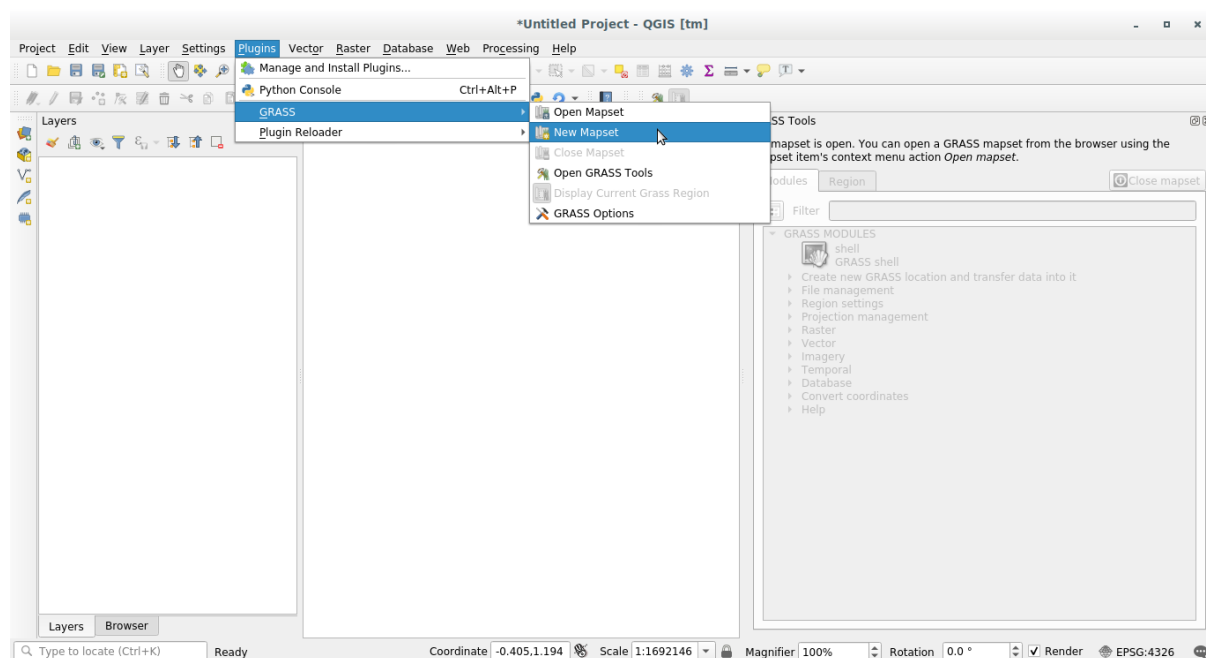 *Untitled Project - QGIS [tm]
Project Edit View Layer Settings Plugins Vector Raster Database Web Processing Help
Manage and Install Plugins...
Python Console Ctrl+Alt+P
GRASS
Plugin Reloader
Open Mapset
New Mapset
Close Mapset
Open GRASS Tools
Display Current Grass Region
GRASS Options
Layers
SS Tools
mapset is open. You can open a GRASS mapset from the browser using the
pset item's context menu action Open mapset.
odules Region Close mapset
Filter
GRASS MODULES
shell
GRASS shell
Create new GRASS location and transfer data into it
File management
Region settings
Projection management
Raster
Vector
Imagery
Temporal
Database
Convert coordinates
Help
Layers Browser
Type to locate (Ctrl+K) Ready Coordinate -0.405,1.194 Scale 1:1692146 Magnifier 100% Rotation 0.0 ° Render EPSG:4326